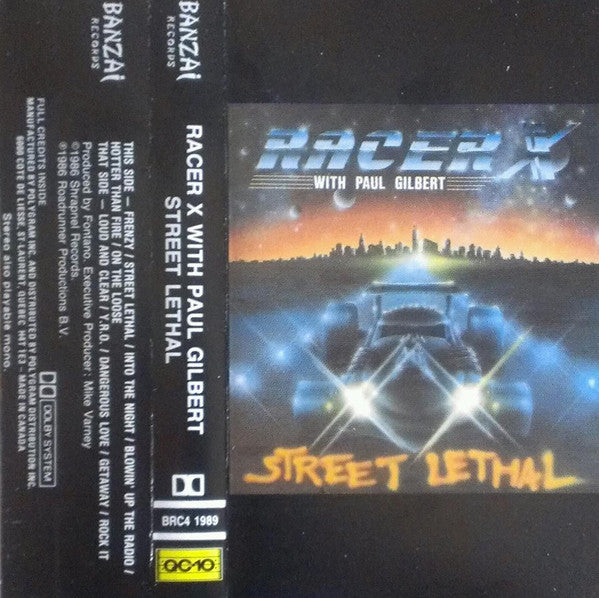 BANZAI
RECORDS
THIS SIDE — FRENZY / STREET LETHAL / INTO THE NIGHT / BLOWIN' UP THE RADIO /
HOTTER THAN FIRE / ON THE LOOSE
THAT SIDE — LOUD AND CLEAR / Y.R.O. / DANGEROUS LOVE / GETAWAY / ROCK IT
Produced by Fontano. Executive Producer: Mike Varney
℗1986 Shrapnel Records.
©1986 Roadrunner Productions B.V.
FULL CREDITS INSIDE
MANUFACTURED BY POLYGRAM INC. AND DISTRIBUTED BY POLYGRAM DISTRIBUTION INC.
6000 COTE DE LIESSE, ST-LAURENT, QUEBEC H4T 1E3 – MADE IN CANADA
Stereo also playable mono.
DOLBY SYSTEM
BANZAI
RECORDS
RACER X WITH PAUL GILBERT
STREET LETHAL
BRC4 1989
QC-10
RACER X
WITH PAUL GILBERT
STREET LETHAL